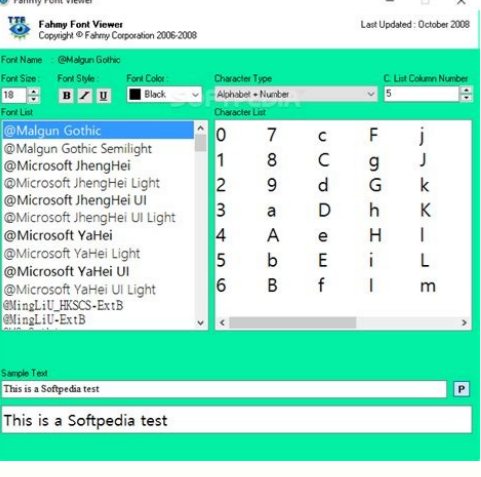 Fahmy Font Viewer
Fahmy Font Viewer
Copyright © Fahmy Corporation 2006-2008
Last Updated : October 2008
Font Name : @Malgun Gothic
Font Size : Font Style : Font Color : Character Type C. List Column Number
18 B I U Black Alphabet + Number 5
SOFTPEDIA
Font List Character List
@Malgun Gothic
@Malgun Gothic Semilight
@Microsoft JhengHei
@Microsoft JhengHei Light
@Microsoft JhengHei UI
@Microsoft JhengHei UI Light
@Microsoft YaHei
@Microsoft YaHei Light
@Microsoft YaHei UI
@Microsoft YaHei UI Light
@MingLiU_HKSCS-ExtB
@MingLiU-ExtB
0 7 c F j
1 8 C g J
2 9 d G k
3 a D h K
4 A e H l
5 b E i L
6 B f I m
Sample Text
This is a Softpedia test P
This is a Softpedia test